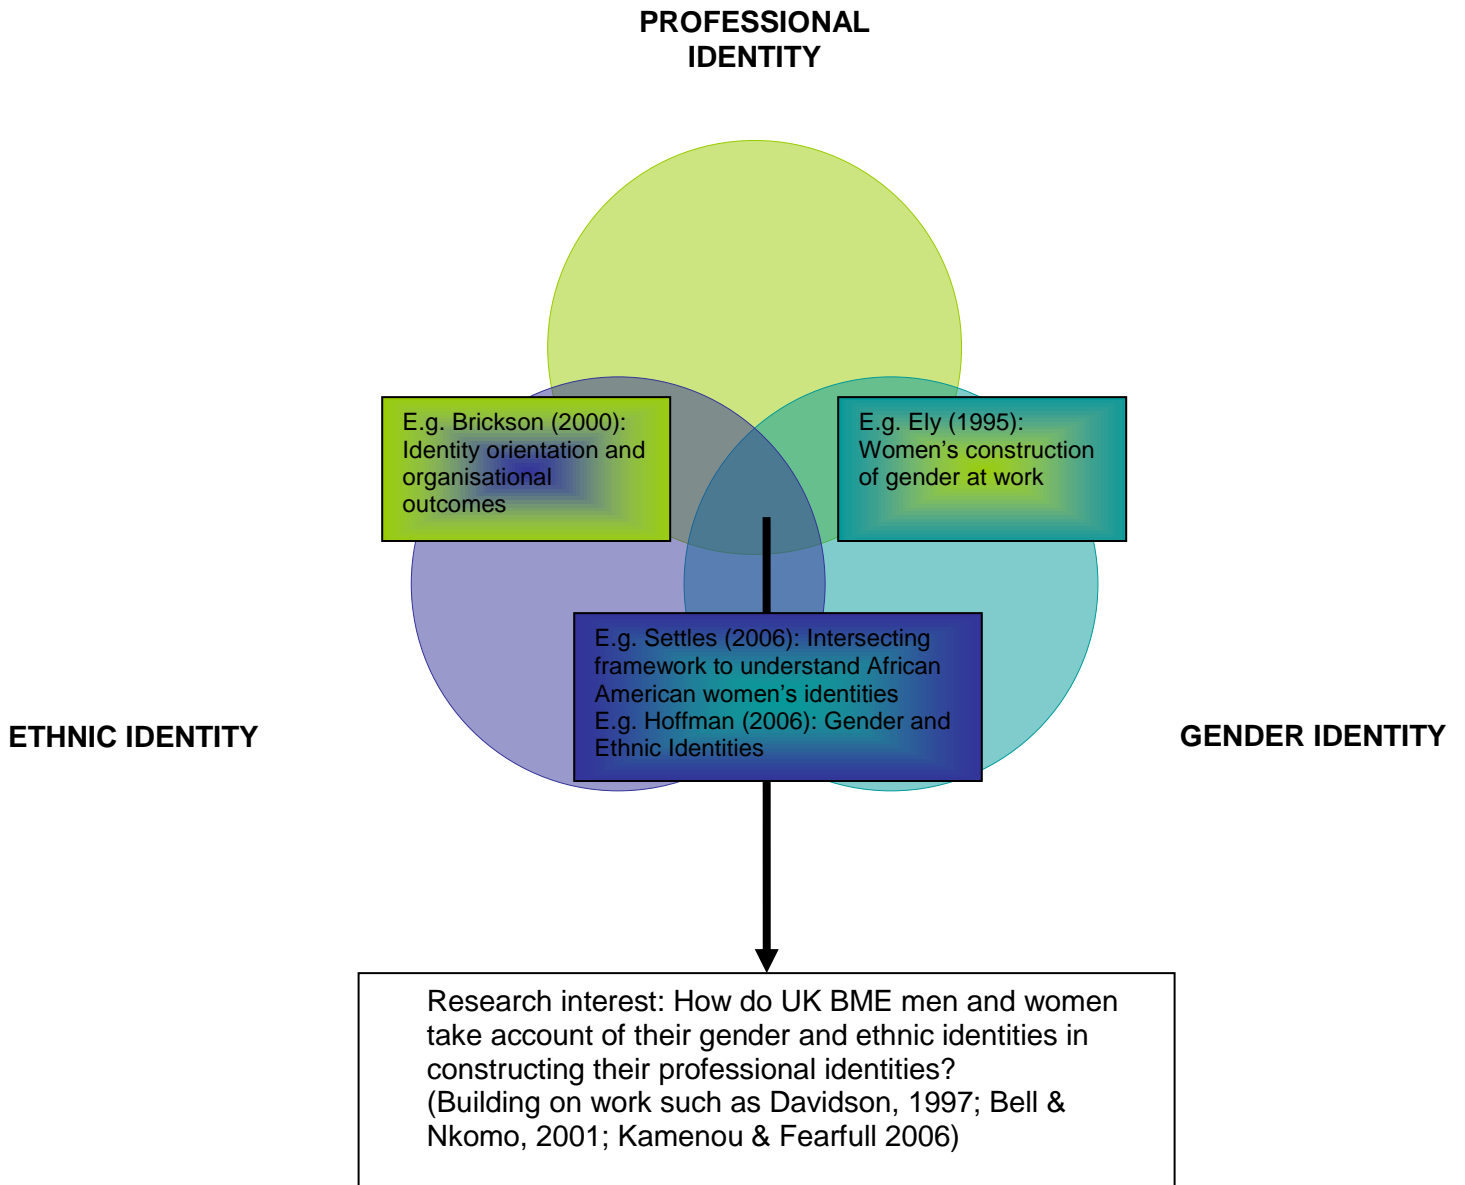 PROFESSIONAL
IDENTITY
E.g. Brickson (2000):
Identity orientation and
organisational
outcomes
E.g. Ely (1995):
Women’s construction
of gender at work
E.g. Settles (2006): Intersecting
framework to understand African
American women’s identities
E.g. Hoffman (2006): Gender and
Ethnic Identities
ETHNIC IDENTITY
GENDER IDENTITY
Research interest: How do UK BME men and women
take account of their gender and ethnic identities in
constructing their professional identities?
(Building on work such as Davidson, 1997; Bell &
Nkomo, 2001; Kamenou & Fearfull 2006)